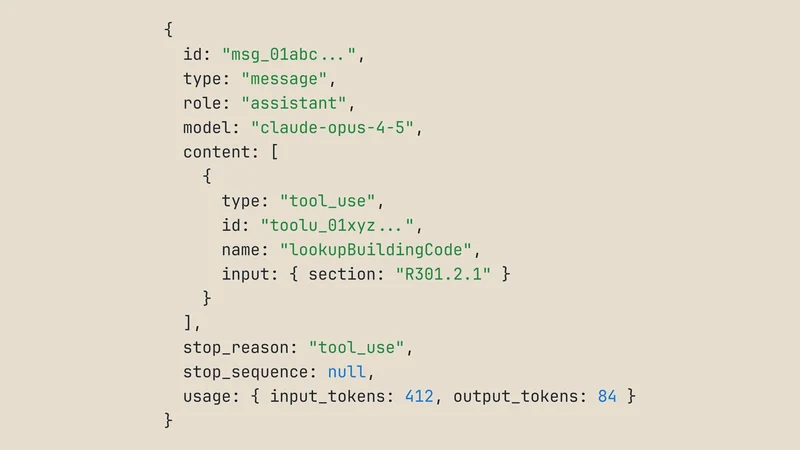 {
  id: "msg_01abc...",
  type: "message",
  role: "assistant",
  model: "claude-opus-4-5",
  content: [
    {
      type: "tool_use",
      id: "toolu_01xyz...",
      name: "lookupBuildingCode",
      input: { section: "R301.2.1" }
    }
  ],
  stop_reason: "tool_use",
  stop_sequence: null,
  usage: { input_tokens: 412, output_tokens: 84 }
}